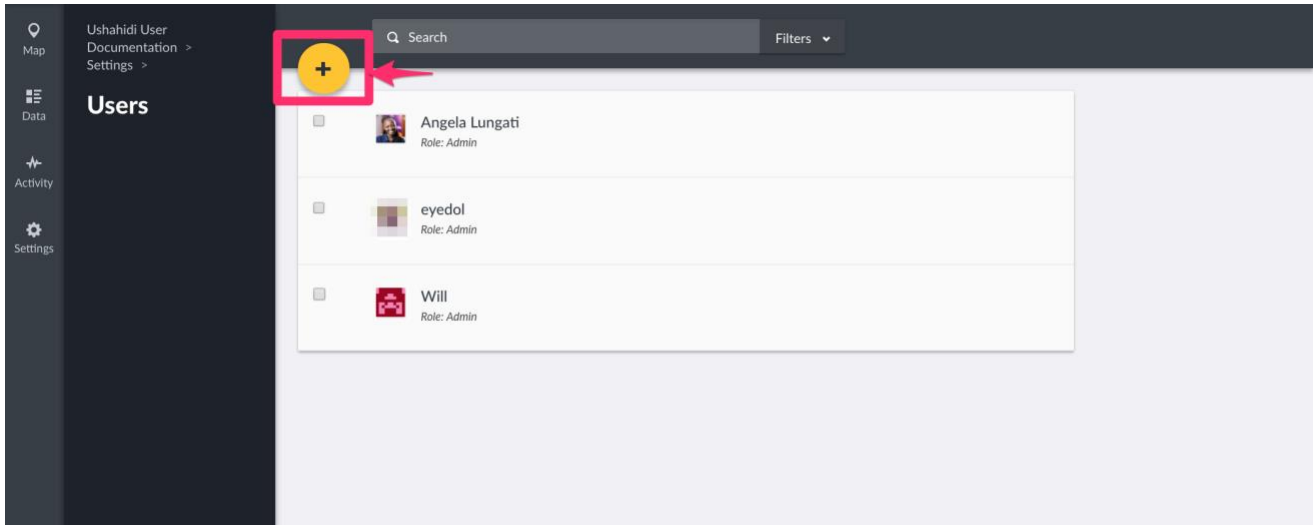 Map
Data
Activity
Settings
Ushahidi User
Documentation >
Settings >
Users
+
Search
Filters
Angela Lungati
Role: Admin
eyedol
Role: Admin
Will
Role: Admin